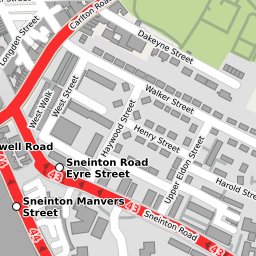 Carlton Road
Longden Street
Dakeyne Street
Walker Street
West Walk
West Street
Haywood Street
Henry Street
Upper Eldon Street
Harold Str
well Road
Sneinton Road
Eyre Street
Sneinton Manvers
Street
Sneinton Road
43
43
43
44
44